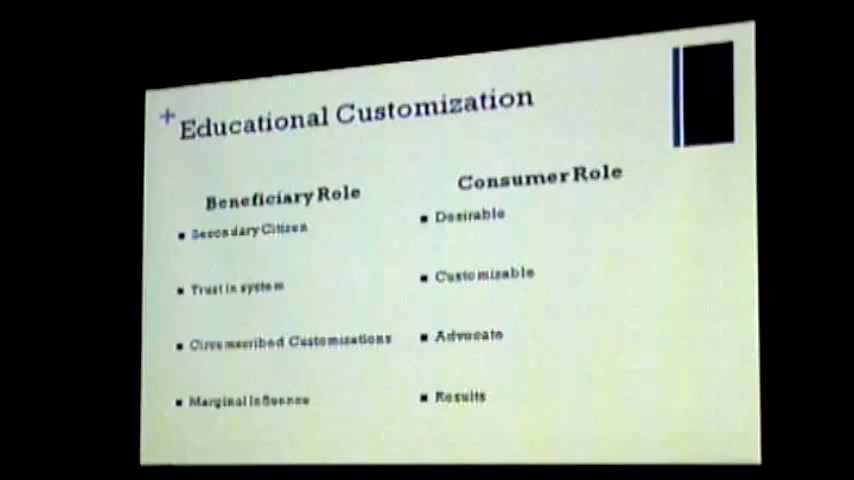 +
Educational Customization
Beneficiary Role
Consumer Role
▪ Secondary Citizen
▪ Desirable
▪ Trust in system
▪ Customizable
▪ Circumscribed Customizations
▪ Advocate
▪ Marginal Influence
▪ Results